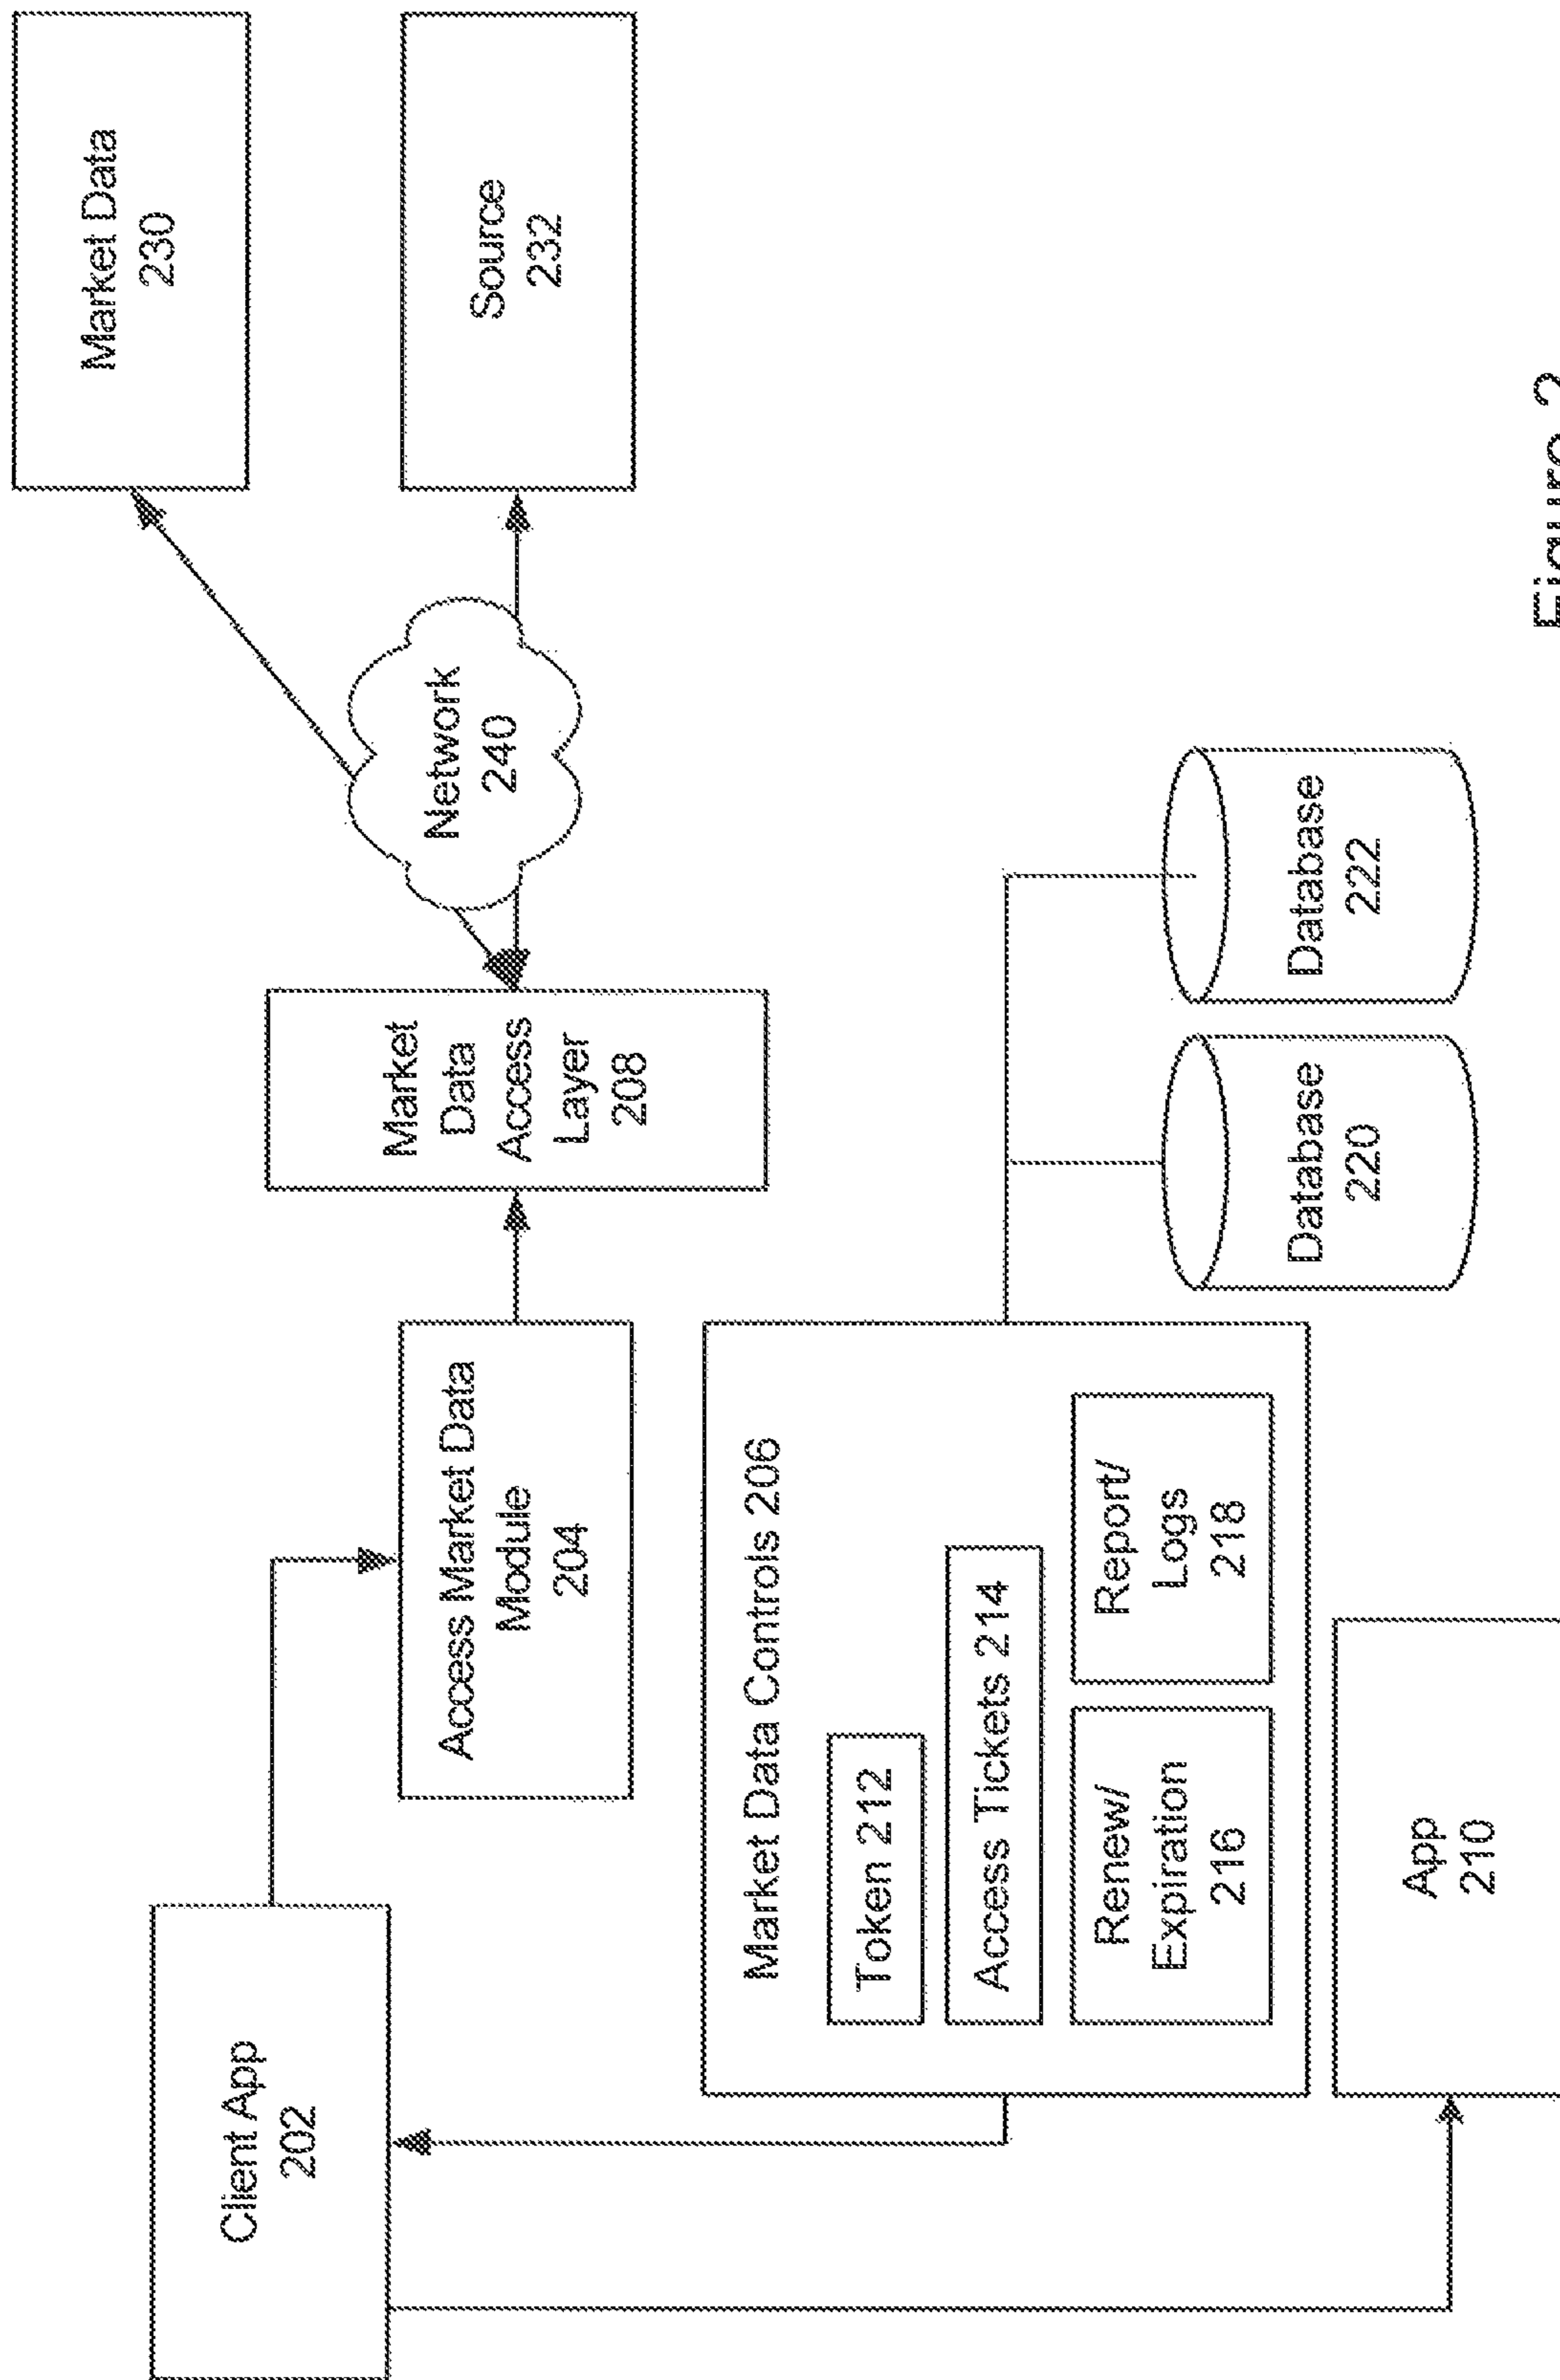 Client App
202
Access Market Data
Module
204
Market
Data
Access
Layer
208
Network
240
Market Data
230
Source
232
Market Data Controls 206
Token 212
Access Tickets 214
Renew/
Expiration
216
Report/
Logs
218
Database
220
Database
222
App
210
Figure 2